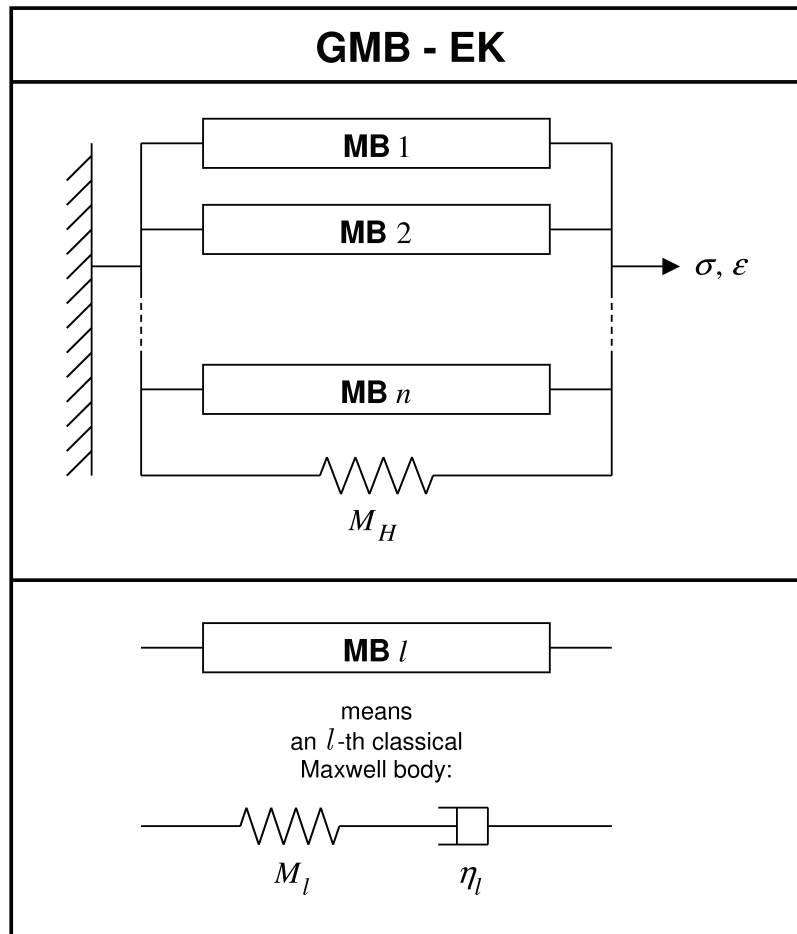 GMB - EK
MB 1
MB 2
σ, ε
MB n
M_H
MB l
means
an l-th classical
Maxwell body:
M_l
η_l